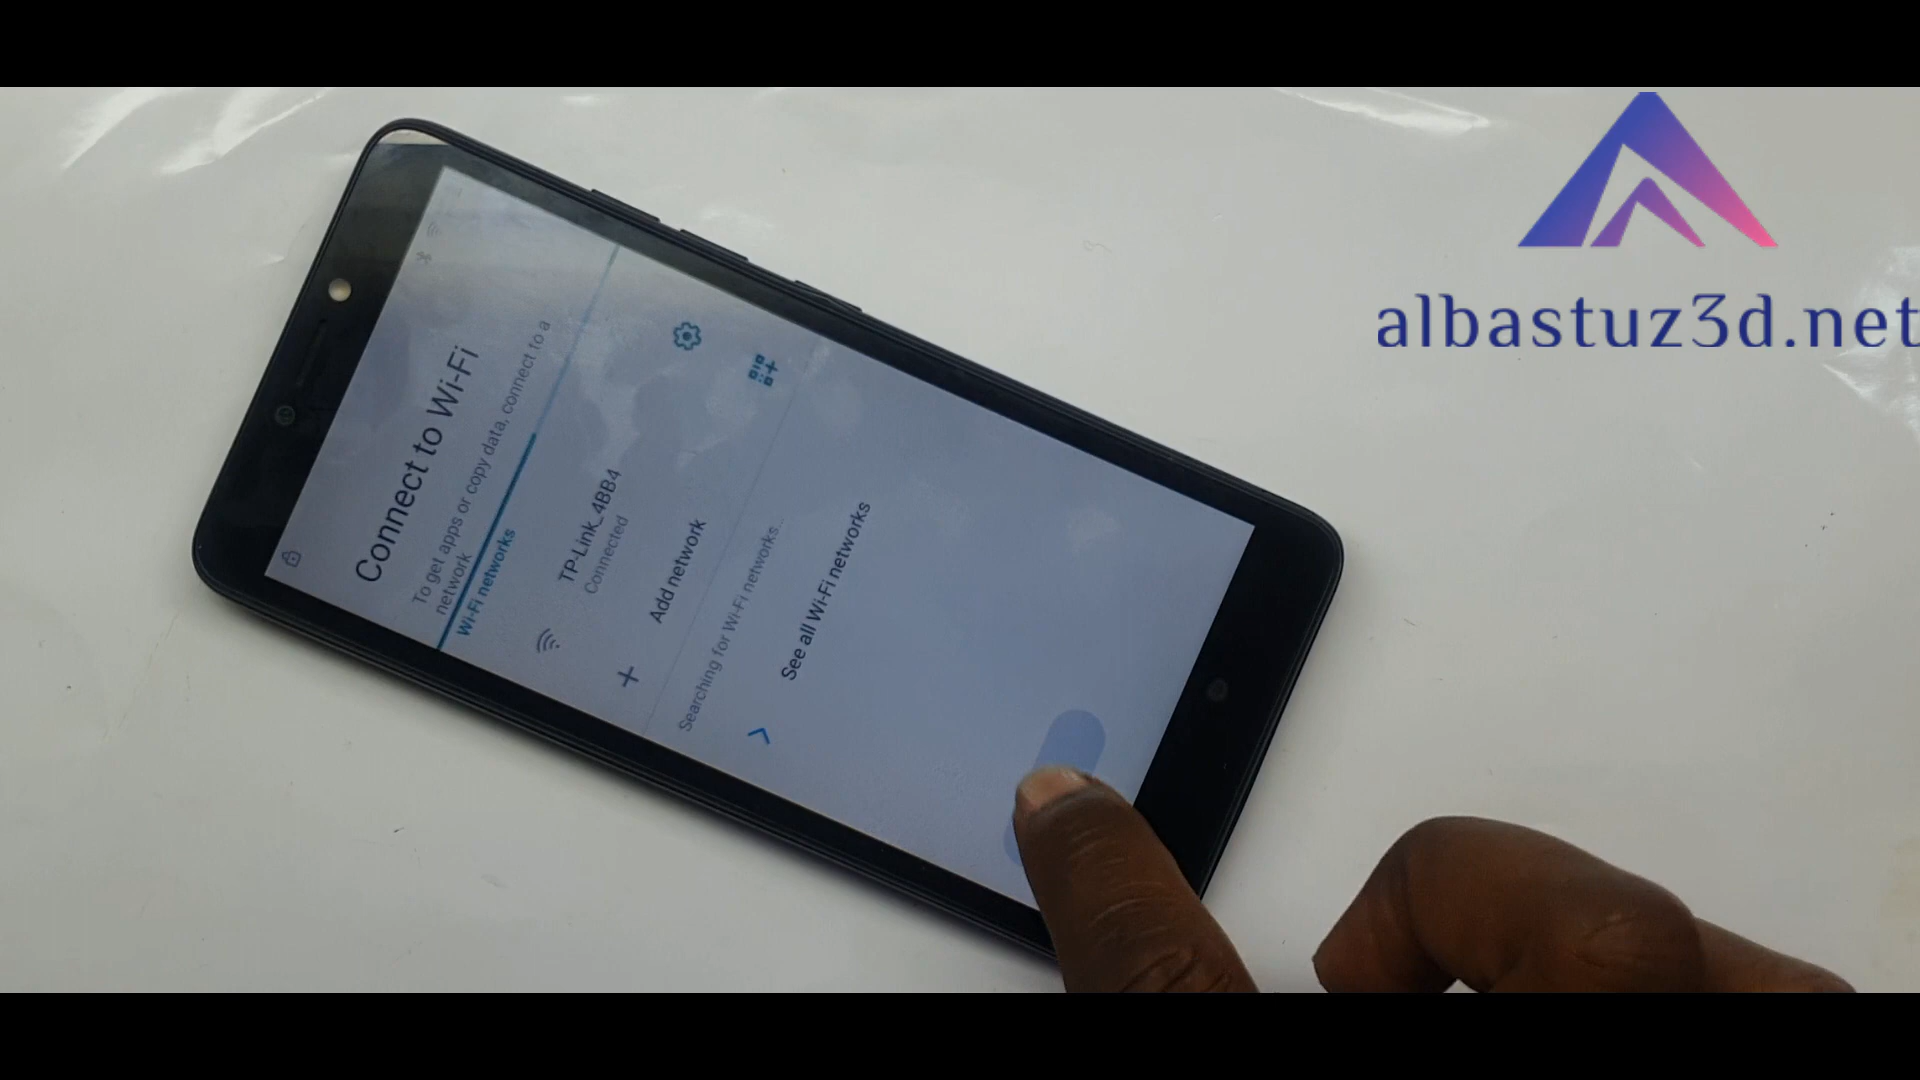 Connect to Wi-Fi
To get apps or copy data, connect to a
network
Wi-Fi networks
TP-Link_4BB4
Connected
Add network
Searching for Wi-Fi networks...
See all Wi-Fi networks
albastuz3d.net